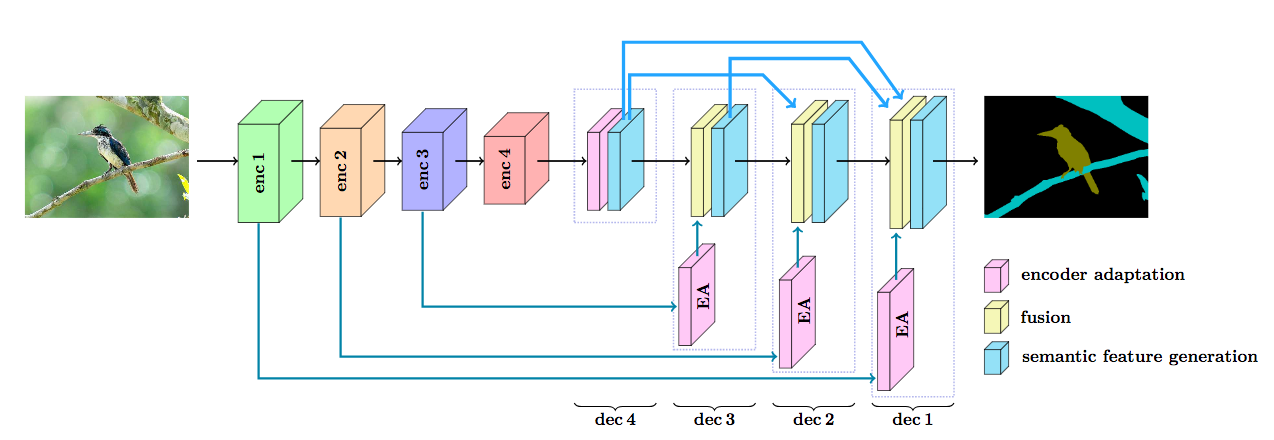 enc 1
enc 2
enc 3
enc 4
EA
EA
EA
encoder adaptation
fusion
semantic feature generation
dec 4
dec 3
dec 2
dec 1